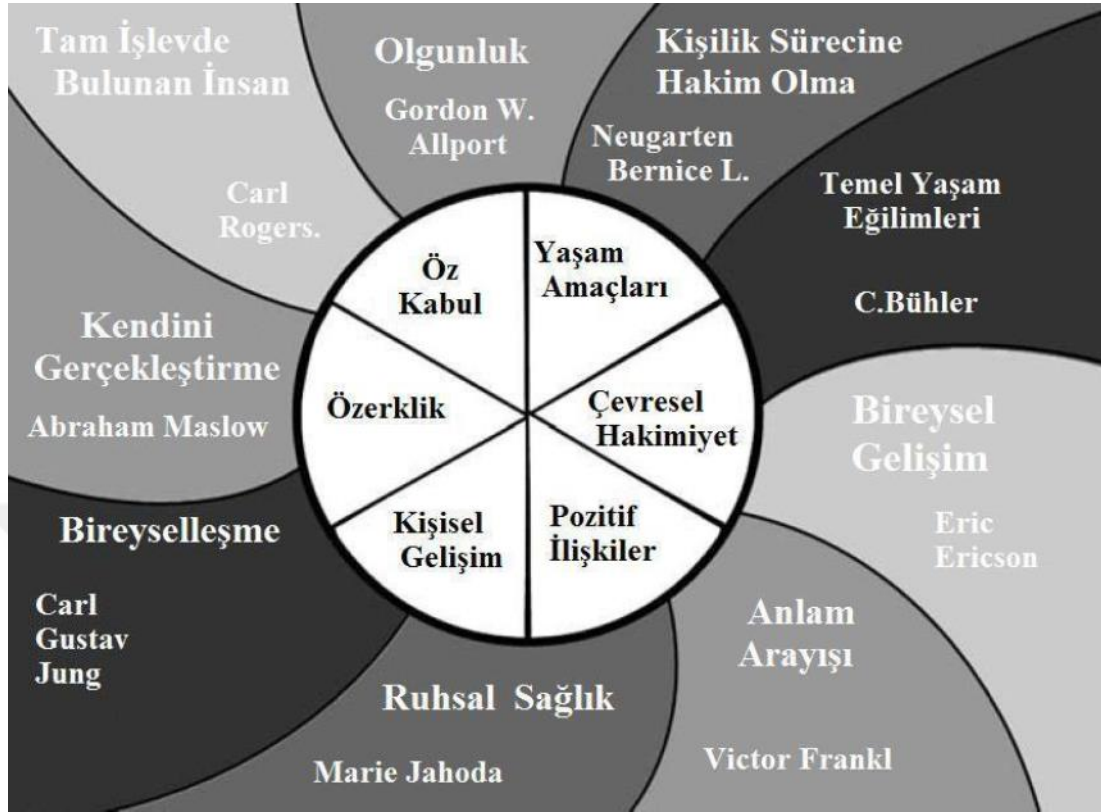 Tam İşlevde
Bulunan İnsan
Carl
Rogers.
Olgunluk
Gordon W.
Allport
Kişilik Sürecine
Hakim Olma
Neugarten
Bernice L.
Temel Yaşam
Eğilimleri
C.Bühler
Bireysel
Gelişim
Eric
Ericson
Anlam
Arayışı
Victor Frankl
Ruhsal Sağlık
Marie Jahoda
Bireyselleşme
Carl
Gustav
Jung
Kendini
Gerçekleştirme
Abraham Maslow
Öz
Kabul
Yaşam
Amaçları
Çevresel
Hakimiyet
Pozitif
İlişkiler
Kişisel
Gelişim
Özerklik